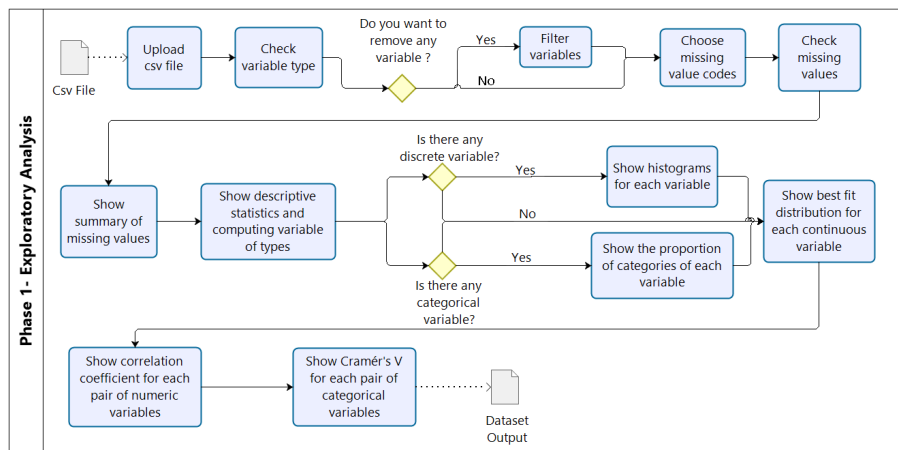 Phase 1- Exploratory Analysis
Csv File
Upload
csv file
Check
variable type
Do you want to
remove any
variable ?
Yes
No
Filter
variables
Choose
missing
value codes
Check
missing
values
Show
summary of
missing values
Show descriptive
statistics and
computing variable
of types
Is there any
discrete variable?
Yes
No
Yes
Is there any
categorical
variable?
Show histograms
for each variable
Show the proportion
of categories of each
variable
Show best fit
distribution for
each continuous
variable
Show correlation
coefficient for each
pair of numeric
variables
Show Cramér's V
for each pair of
categorical
variables
Dataset
Output